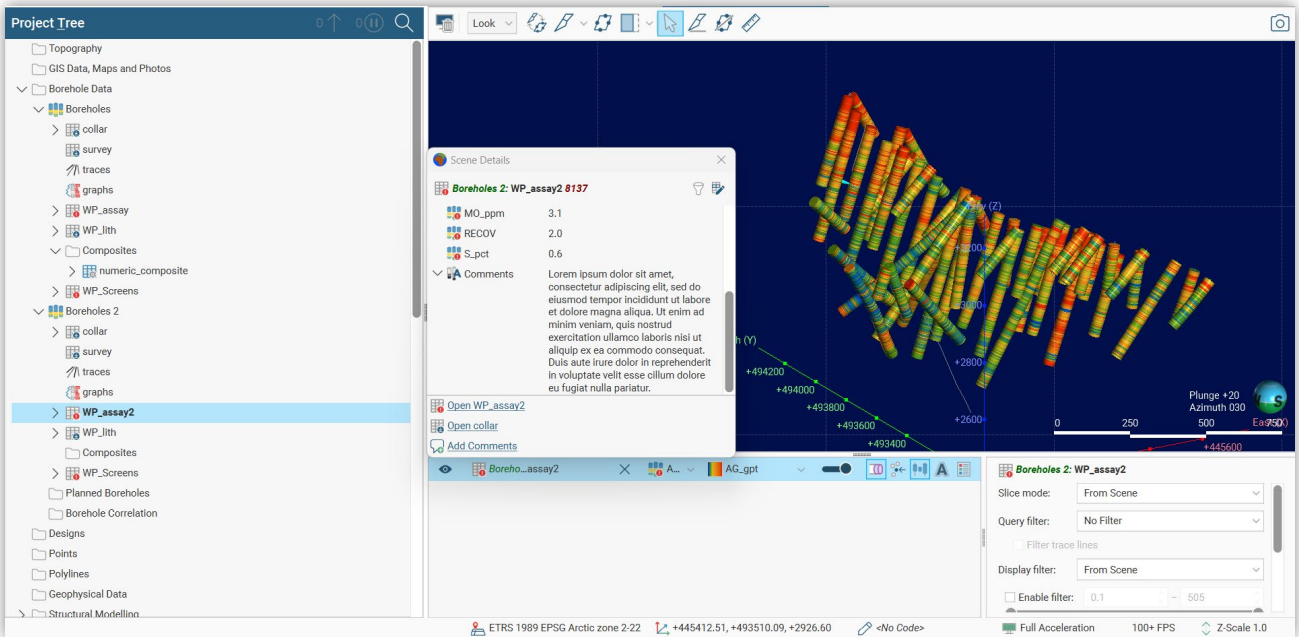 Project Tree
0
0
Look
Topography
GIS Data, Maps and Photos
Borehole Data
Boreholes
collar
survey
traces
graphs
WP_assay
WP_lith
Composites
numeric_composite
WP_Screens
Boreholes 2
collar
survey
traces
graphs
WP_assay2
WP_lith
Composites
WP_Screens
Planned Boreholes
Borehole Correlation
Designs
Points
Polylines
Geophysical Data
Structural Modelling
Scene Details
Boreholes 2: WP_assay2 8137
MO_ppm 3.1
RECOV 2.0
S_pct 0.6
Comments Lorem ipsum dolor sit amet,
consectetur adipiscing elit, sed do
eiusmod tempor incididunt ut labore
et dolore magna aliqua. Ut enim ad
minim veniam, quis nostrud
exercitation ullamco laboris nisi ut
aliquip ex ea commodo consequat.
Duis aute irure dolor in reprehenderit
in voluptate velit esse cillum dolore
eu fugiat nulla pariatur.
Open WP_assay2
Open collar
Add Comments
(Z)
+3200
+3000
+2800
+2600
(Y)
+494200
+494000
+493800
+493600
+493400
Plunge +20
Azimuth 030
S
0 250 500 750
+445600
Boreho...assay2 A... AG_gpt A
Boreholes 2: WP_assay2
Slice mode: From Scene
Query filter: No Filter
Filter trace lines
Display filter: From Scene
Enable filter: 0.1 – 505
ETRS 1989 EPSG Arctic zone 2-22 +445412.51, +493510.09, +2926.60 <No Code> Full Acceleration 100+ FPS Z-Scale 1.0